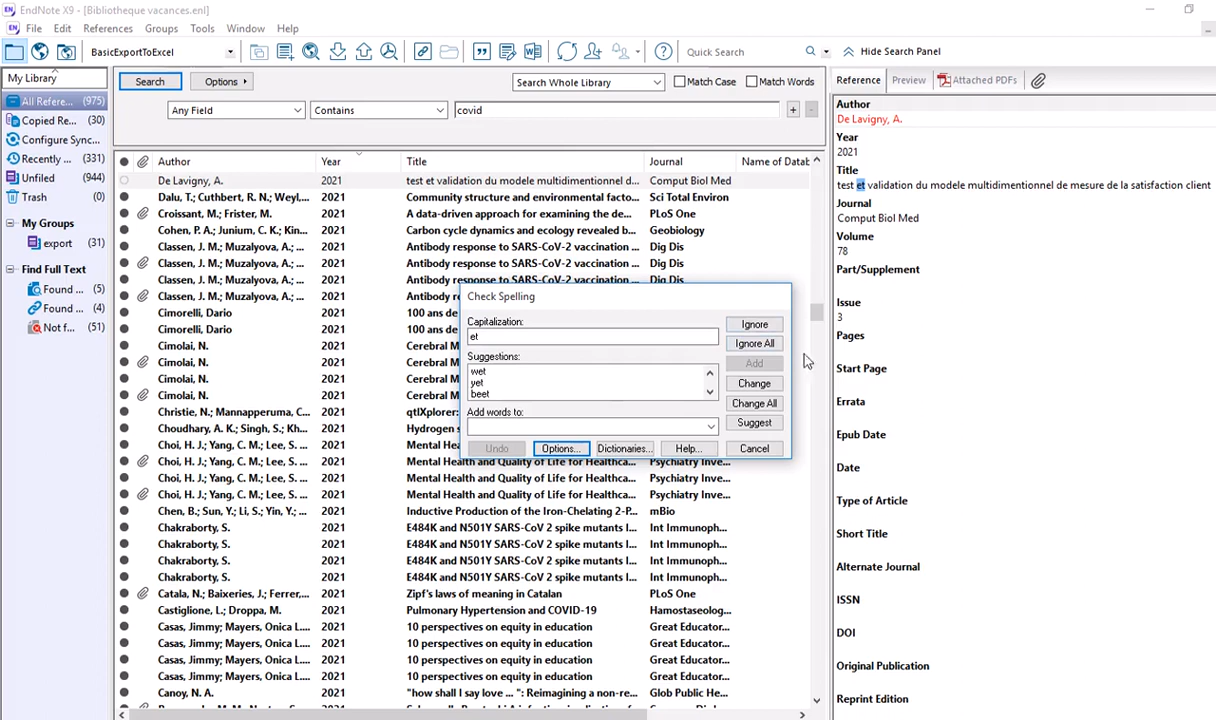 EndNote X9 - [Bibliotheque vacances.enl]
File Edit References Groups Tools Window Help
BasicExportToExcel
Quick Search
Hide Search Panel
My Library
All Refere... (975)
Copied Re... (30)
Configure Sync...
Recently ... (331)
Unfiled (944)
Trash
My Groups
export (31)
Find Full Text
Found ... (5)
Found ... (4)
Not f... (51)
Search Options Search Whole Library Match Case Match Words
Any Field Contains covid + -
Author Year Title Journal Name of Datab
De Lavigny, A. 2021 test et validation du modele multidimentionnel d... Comput Biol Med
Dalu, T.; Cuthbert, R. N.; Weyl,... 2021 Community structure and environmental facto... Sci Total Environ
Croissant, M.; Frister, M. 2021 A data-driven approach for examining the de... PLoS One
Cohen, P. A.; Junium, C. K.; Kin... 2021 Carbon cycle dynamics and ecology revealed b... Geobiology
Classen, J. M.; Muzalyova, A.; ... 2021 Antibody response to SARS-CoV-2 vaccination ... Dig Dis
Classen, J. M.; Muzalyova, A.; ... 2021 Antibody response to SARS-CoV-2 vaccination ... Dig Dis
Classen, J. M.; Muzalyova, A.; ... 2021 Antibody response to SARS-CoV-2 vaccination ... Dig Dis
Classen, J. M.; Muzalyova, A.; ... 2021 Antibody r
Cimorelli, Dario 2021 100 ans de
Cimorelli, Dario 2021 100 ans de
Cimolai, N. 2021 Cerebral M
Cimolai, N. 2021 Cerebral M
Cimolai, N. 2021 Cerebral M
Cimolai, N. 2021 Cerebral M
Christie, N.; Mannapperuma, C... 2021 qtlXplorer:
Choudhary, A. K.; Singh, S.; Kh... 2021 Hydrogen s
Choi, H. J.; Yang, C. M.; Lee, S. ... 2021 Mental Hea
Choi, H. J.; Yang, C. M.; Lee, S. ... 2021 Mental Health and Quality of Life for Healthca... Psychiatry Inve...
Choi, H. J.; Yang, C. M.; Lee, S. ... 2021 Mental Health and Quality of Life for Healthca... Psychiatry Inve...
Choi, H. J.; Yang, C. M.; Lee, S. ... 2021 Mental Health and Quality of Life for Healthca... Psychiatry Inve...
Chen, B.; Sun, Y.; Li, S.; Yin, Y.; ... 2021 Inductive Production of the Iron-Chelating 2-P... mBio
Chakraborty, S. 2021 E484K and N501Y SARS-CoV 2 spike mutants I... Int Immunoph...
Chakraborty, S. 2021 E484K and N501Y SARS-CoV 2 spike mutants I... Int Immunoph...
Chakraborty, S. 2021 E484K and N501Y SARS-CoV 2 spike mutants I... Int Immunoph...
Chakraborty, S. 2021 E484K and N501Y SARS-CoV 2 spike mutants I... Int Immunoph...
Catala, N.; Baixeries, J.; Ferrer,... 2021 Zipf's laws of meaning in Catalan PLoS One
Castiglione, L.; Droppa, M. 2021 Pulmonary Hypertension and COVID-19 Hamostaseolog...
Casas, Jimmy; Mayers, Onica L.... 2021 10 perspectives on equity in education Great Educator...
Casas, Jimmy; Mayers, Onica L.... 2021 10 perspectives on equity in education Great Educator...
Casas, Jimmy; Mayers, Onica L.... 2021 10 perspectives on equity in education Great Educator...
Casas, Jimmy; Mayers, Onica L.... 2021 10 perspectives on equity in education Great Educator...
Canoy, N. A. 2021 "how shall I say love ... ": Reimagining a non-re... Glob Public He...
Check Spelling
Capitalization:
et
Ignore
Ignore All
Suggestions:
wet
yet
beet
Add
Change
Change All
Add words to:
Suggest
Undo Options... Dictionaries... Help... Cancel
Reference Preview Attached PDFs
Author
De Lavigny, A.
Year
2021
Title
test et validation du modele multidimentionnel de mesure de la satisfaction client
Journal
Comput Biol Med
Volume
78
Part/Supplement
Issue
3
Pages
Start Page
Errata
Epub Date
Date
Type of Article
Short Title
Alternate Journal
ISSN
DOI
Original Publication
Reprint Edition